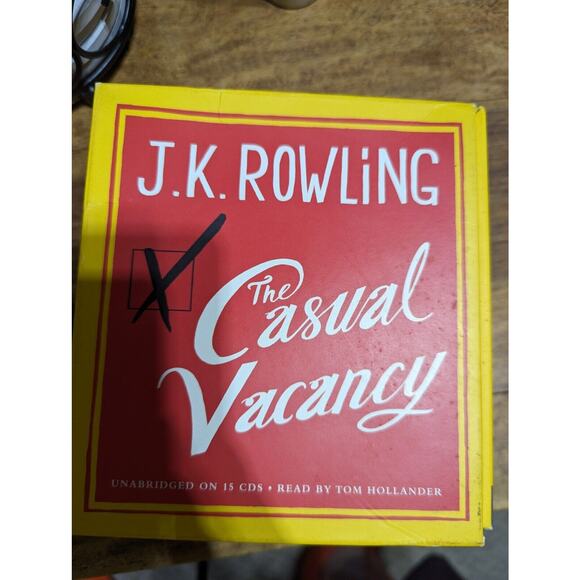 J.K. ROWLiNG
The
Casual
Vacancy
UNABRIDGED ON 15 CDS • READ BY TOM HOLLANDER